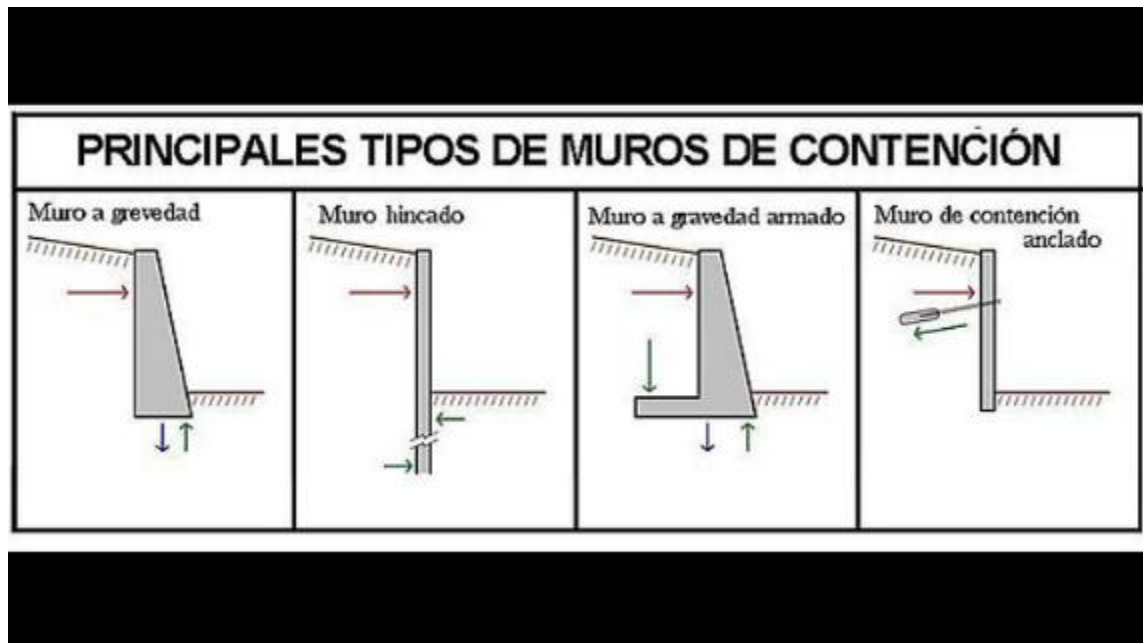 PRINCIPALES TIPOS DE MUROS DE CONTENCIÓN
Muro a grevedad
Muro hincado
Muro a gravedad armado
Muro de contención
anclado